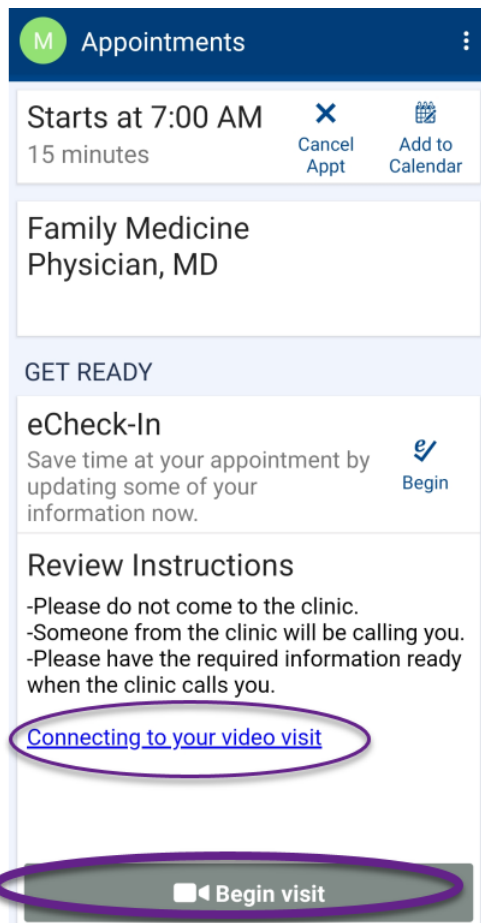 M Appointments
Starts at 7:00 AM
15 minutes
Cancel
Appt
Add to
Calendar
Family Medicine
Physician, MD
GET READY
eCheck-In
Save time at your appointment by
updating some of your
information now.
Begin
Review Instructions
-Please do not come to the clinic.
-Someone from the clinic will be calling you.
-Please have the required information ready
when the clinic calls you.
Connecting to your video visit
Begin visit